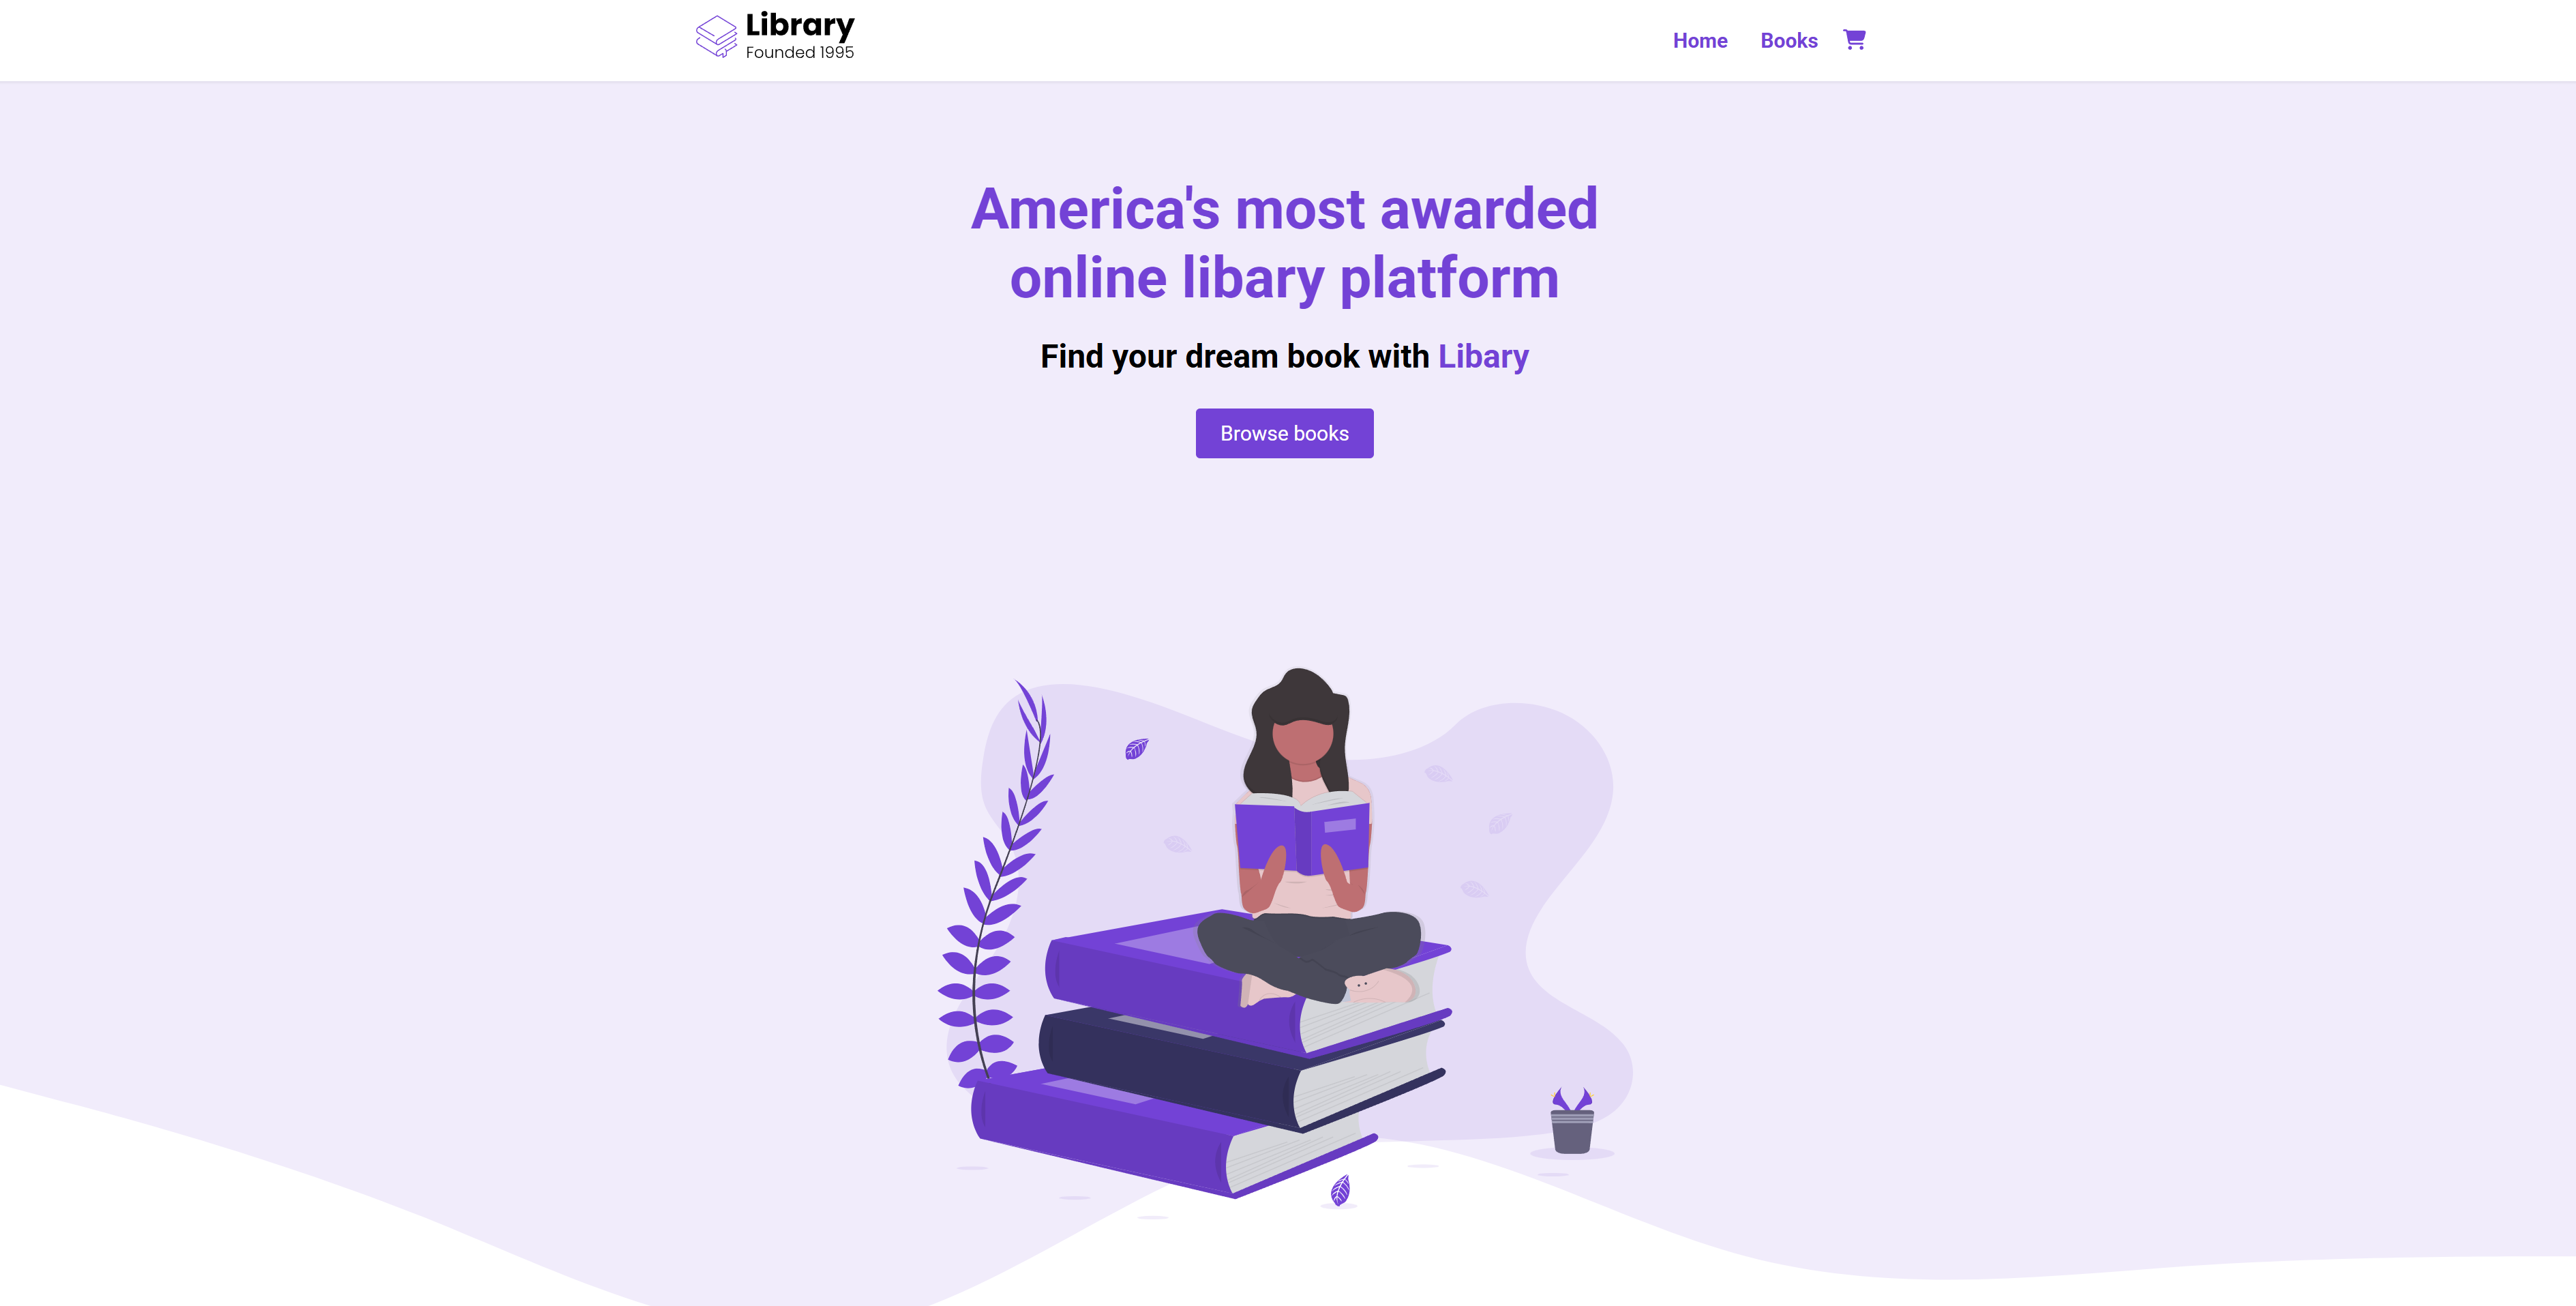 Library
Founded 1995
Home Books
America's most awarded
online libary platform
Find your dream book with Libary
Browse books